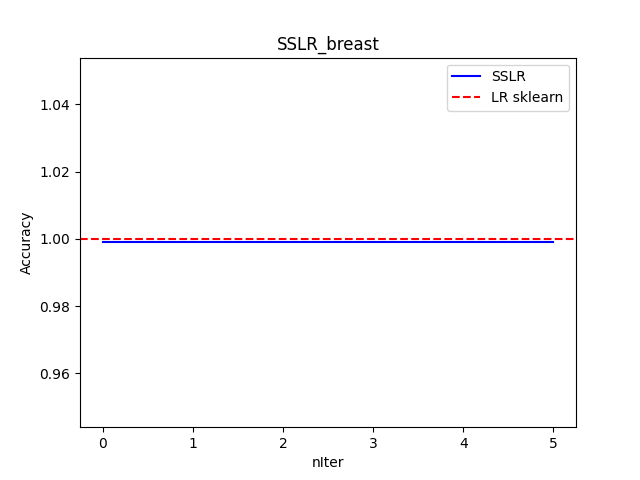 SSLR_breast
SSLR
LR sklearn
1.04
1.02
1.00
0.98
0.96
Accuracy
0 1 2 3 4 5
nIter